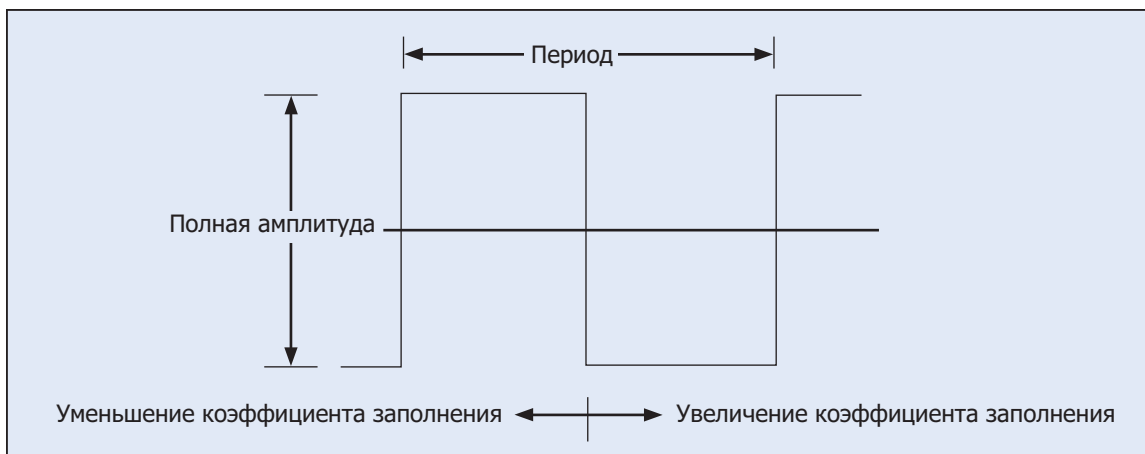 Период
Полная амплитуда
Уменьшение коэффициента заполнения
Увеличение коэффициента заполнения